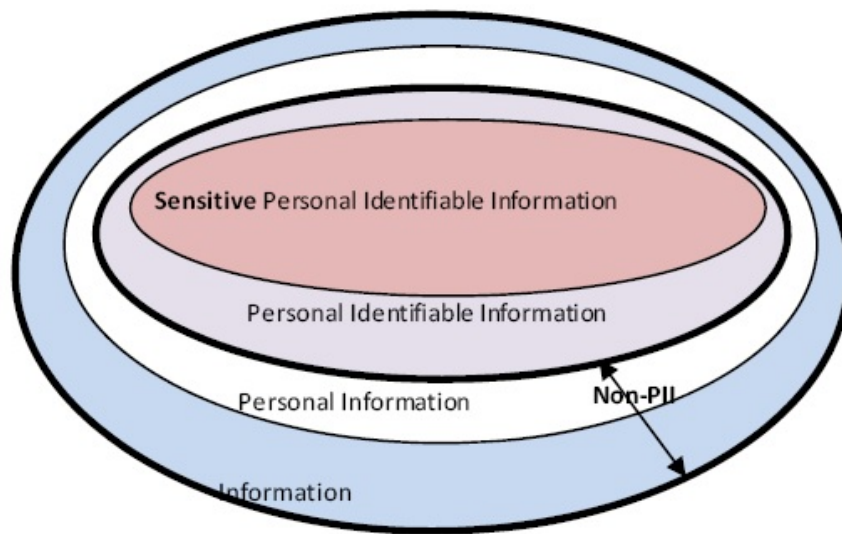 Sensitive Personal Identifiable Information
Personal Identifiable Information
Non-PII
Personal Information
Information